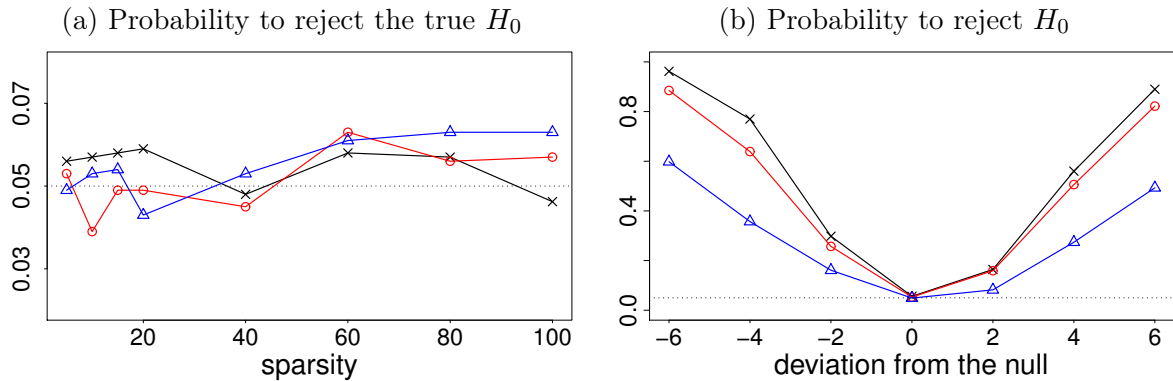 (a) Probability to reject the true H₀
0.07
0.05
0.03
20 40 60 80 100
sparsity
(b) Probability to reject H₀
0.8
0.4
0.0
−6 −4 −2 0 2 4 6
deviation from the null